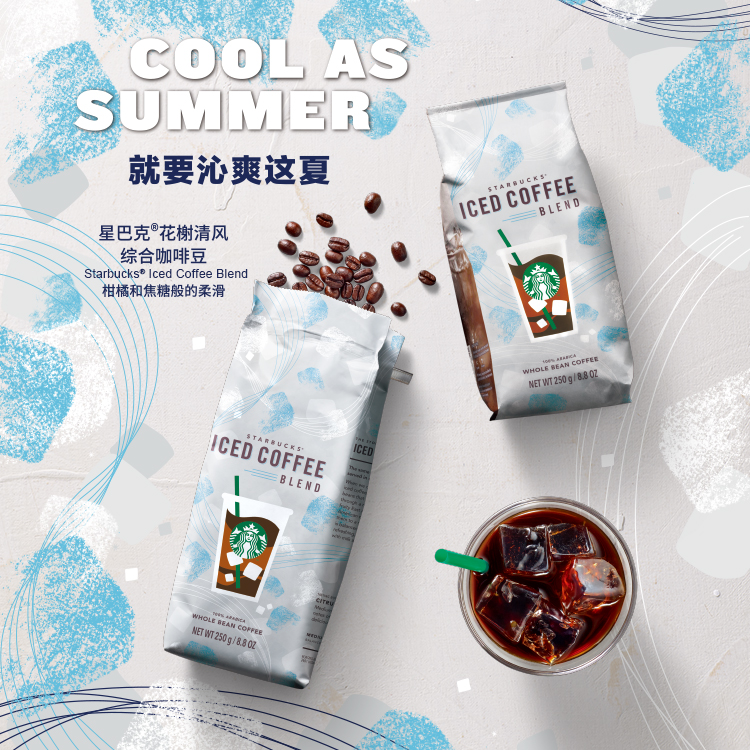 COOL AS
SUMMER
就要沁爽这夏
星巴克®花榭清风
综合咖啡豆
Starbucks® Iced Coffee Blend
柑橘和焦糖般的柔滑
STARBUCKS®
ICED COFFEE
BLEND
100% ARABICA
WHOLE BEAN COFFEE
NET WT 250 g / 8.8 OZ
STARBUCKS®
ICED COFFEE
BLEND
100% ARABICA
WHOLE BEAN COFFEE
NET WT 250 g / 8.8 OZ
ICED